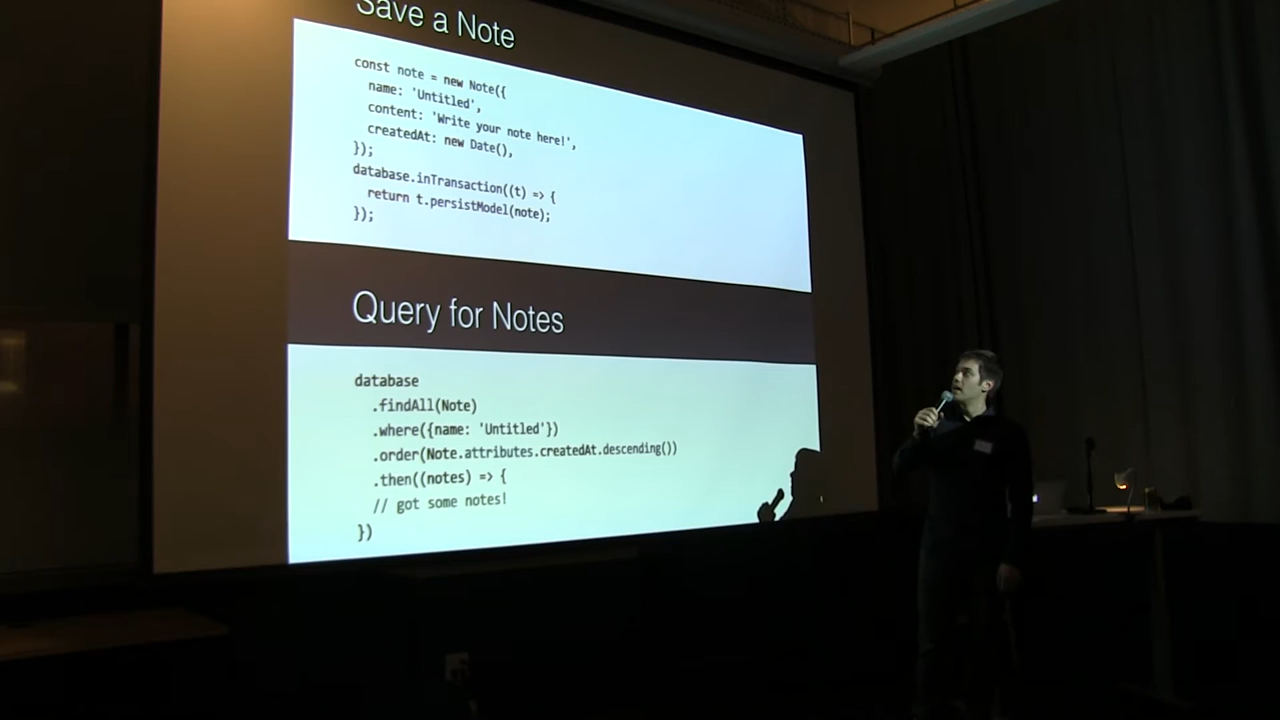 Save a Note
const note = new Note({
name: 'Untitled',
content: 'Write your note here!',
createdAt: new Date(),
});
database.inTransaction((t) => {
return t.persistModel(note);
});
Query for Notes
database
.findAll(Note)
.where({name: 'Untitled'})
.order(Note.attributes.createdAt.descending())
.then((notes) => {
// got some notes!
})